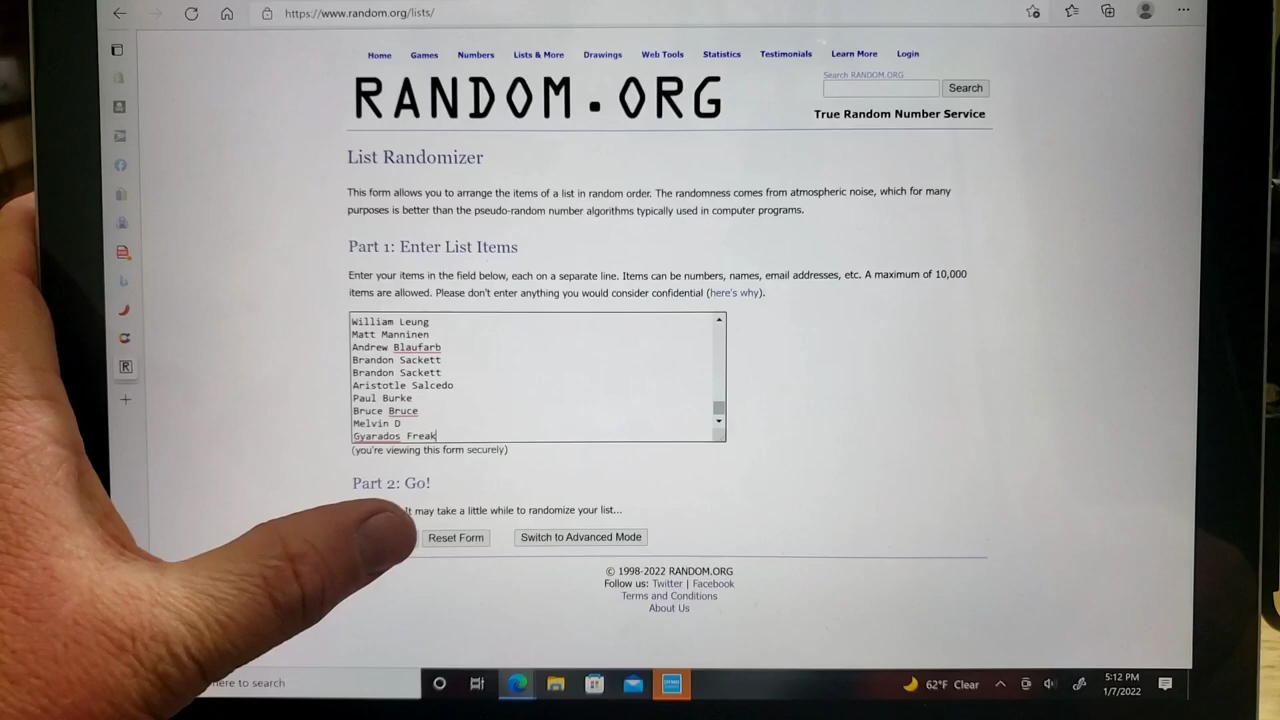 https://www.random.org/lists/
Home Games Numbers Lists & More Drawings Web Tools Statistics Testimonials Learn More Login
Search RANDOM.ORG
RANDOM.ORG
Search
True Random Number Service
List Randomizer
This form allows you to arrange the items of a list in random order. The randomness comes from atmospheric noise, which for many
purposes is better than the pseudo-random number algorithms typically used in computer programs.
Part 1: Enter List Items
Enter your items in the field below, each on a separate line. Items can be numbers, names, email addresses, etc. A maximum of 10,000
items are allowed. Please don't enter anything you would consider confidential (here's why).
William Leung
Matt Manninen
Andrew Blaufarb
Brandon Sackett
Brandon Sackett
Aristotle Salcedo
Paul Burke
Bruce Bruce
Melvin D
Gyarados Freak
(you're viewing this form securely)
Part 2: Go!
It may take a little while to randomize your list...
Reset Form Switch to Advanced Mode
© 1998-2022 RANDOM.ORG
Follow us: Twitter | Facebook
Terms and Conditions
About Us
here to search
62°F Clear
5:12 PM
1/7/2022